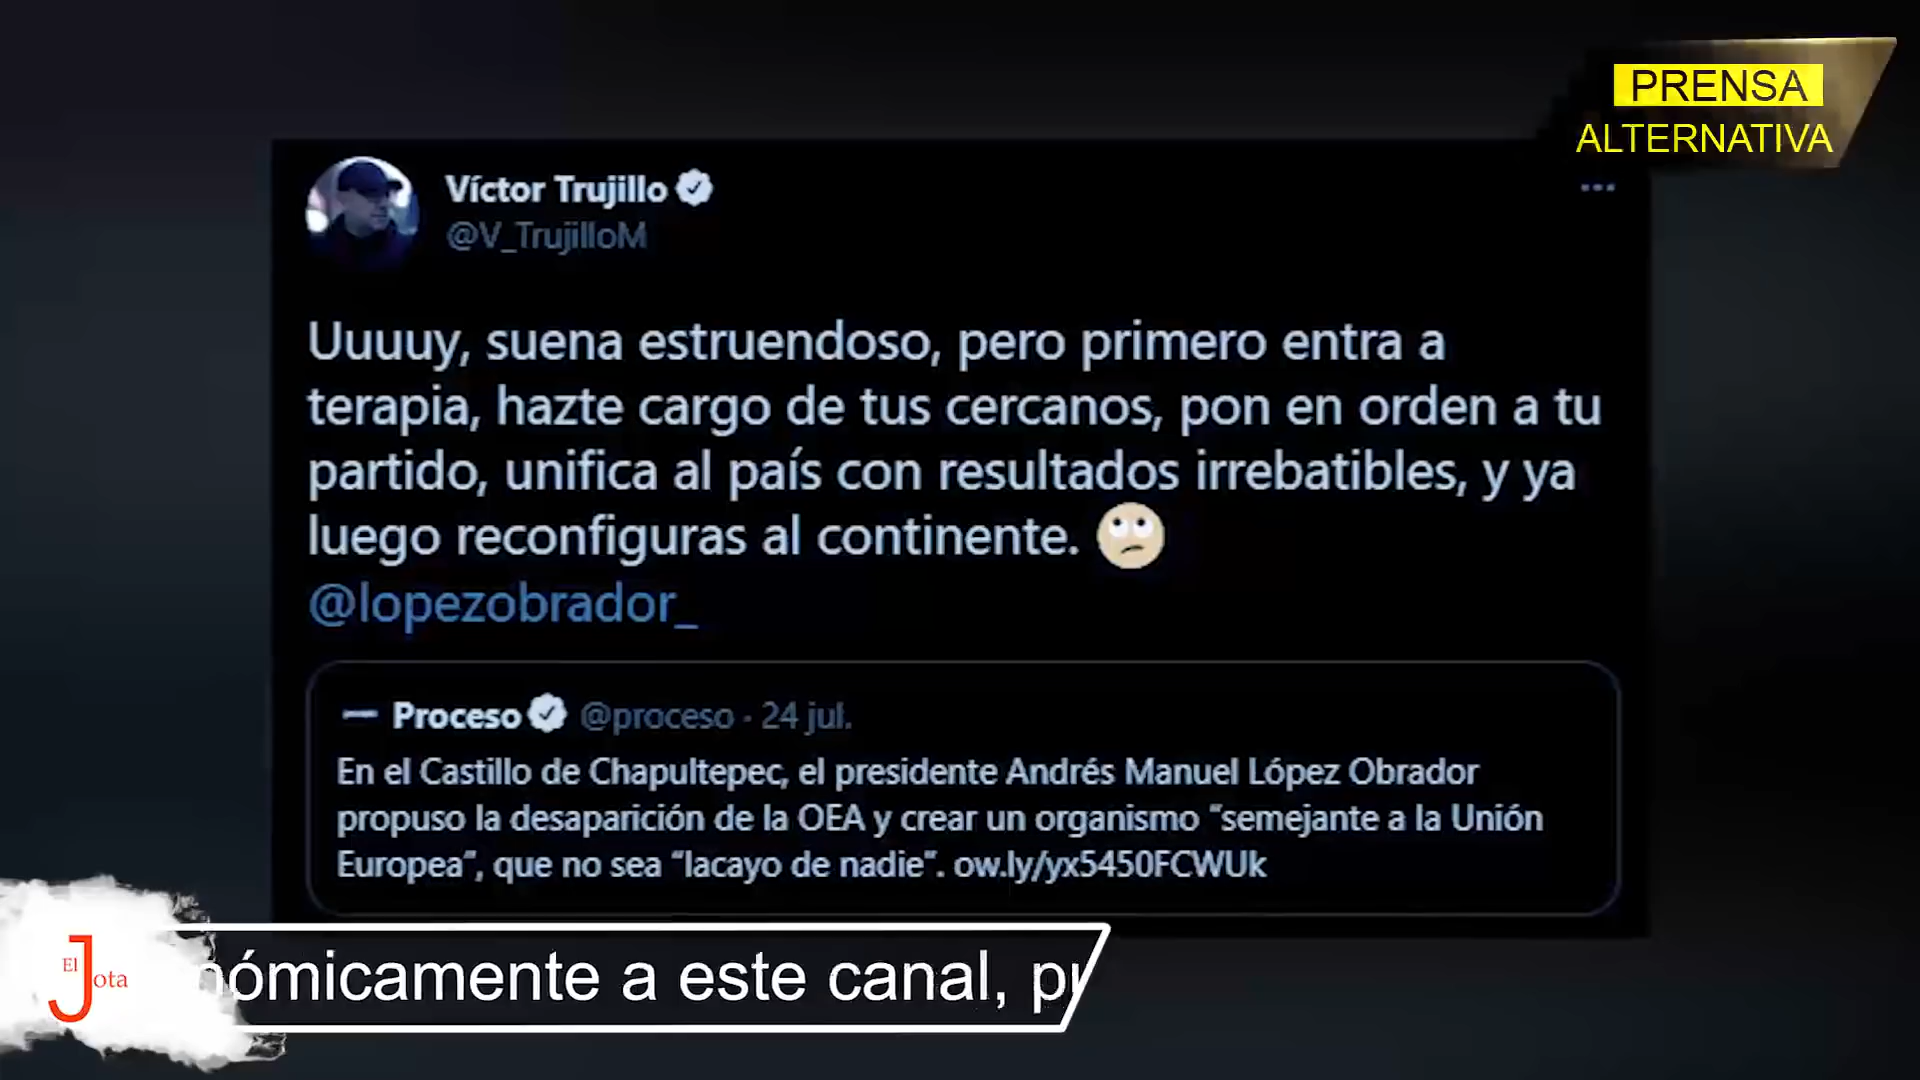 PRENSA
ALTERNATIVA
Víctor Trujillo
@V_TrujilloM
Uuuuy, suena estruendoso, pero primero entra a
terapia, hazte cargo de tus cercanos, pon en orden a tu
partido, unifica al país con resultados irrebatibles, y ya
luego reconfiguras al continente. 🙄
@lopezobrador_
Proceso @proceso · 24 jul.
En el Castillo de Chapultepec, el presidente Andrés Manuel López Obrador
propuso la desaparición de la OEA y crear un organismo “semejante a la Unión
Europea”, que no sea “lacayo de nadie”. ow.ly/yx5450FCWUk
El Jota
nómicamente a este canal, pu